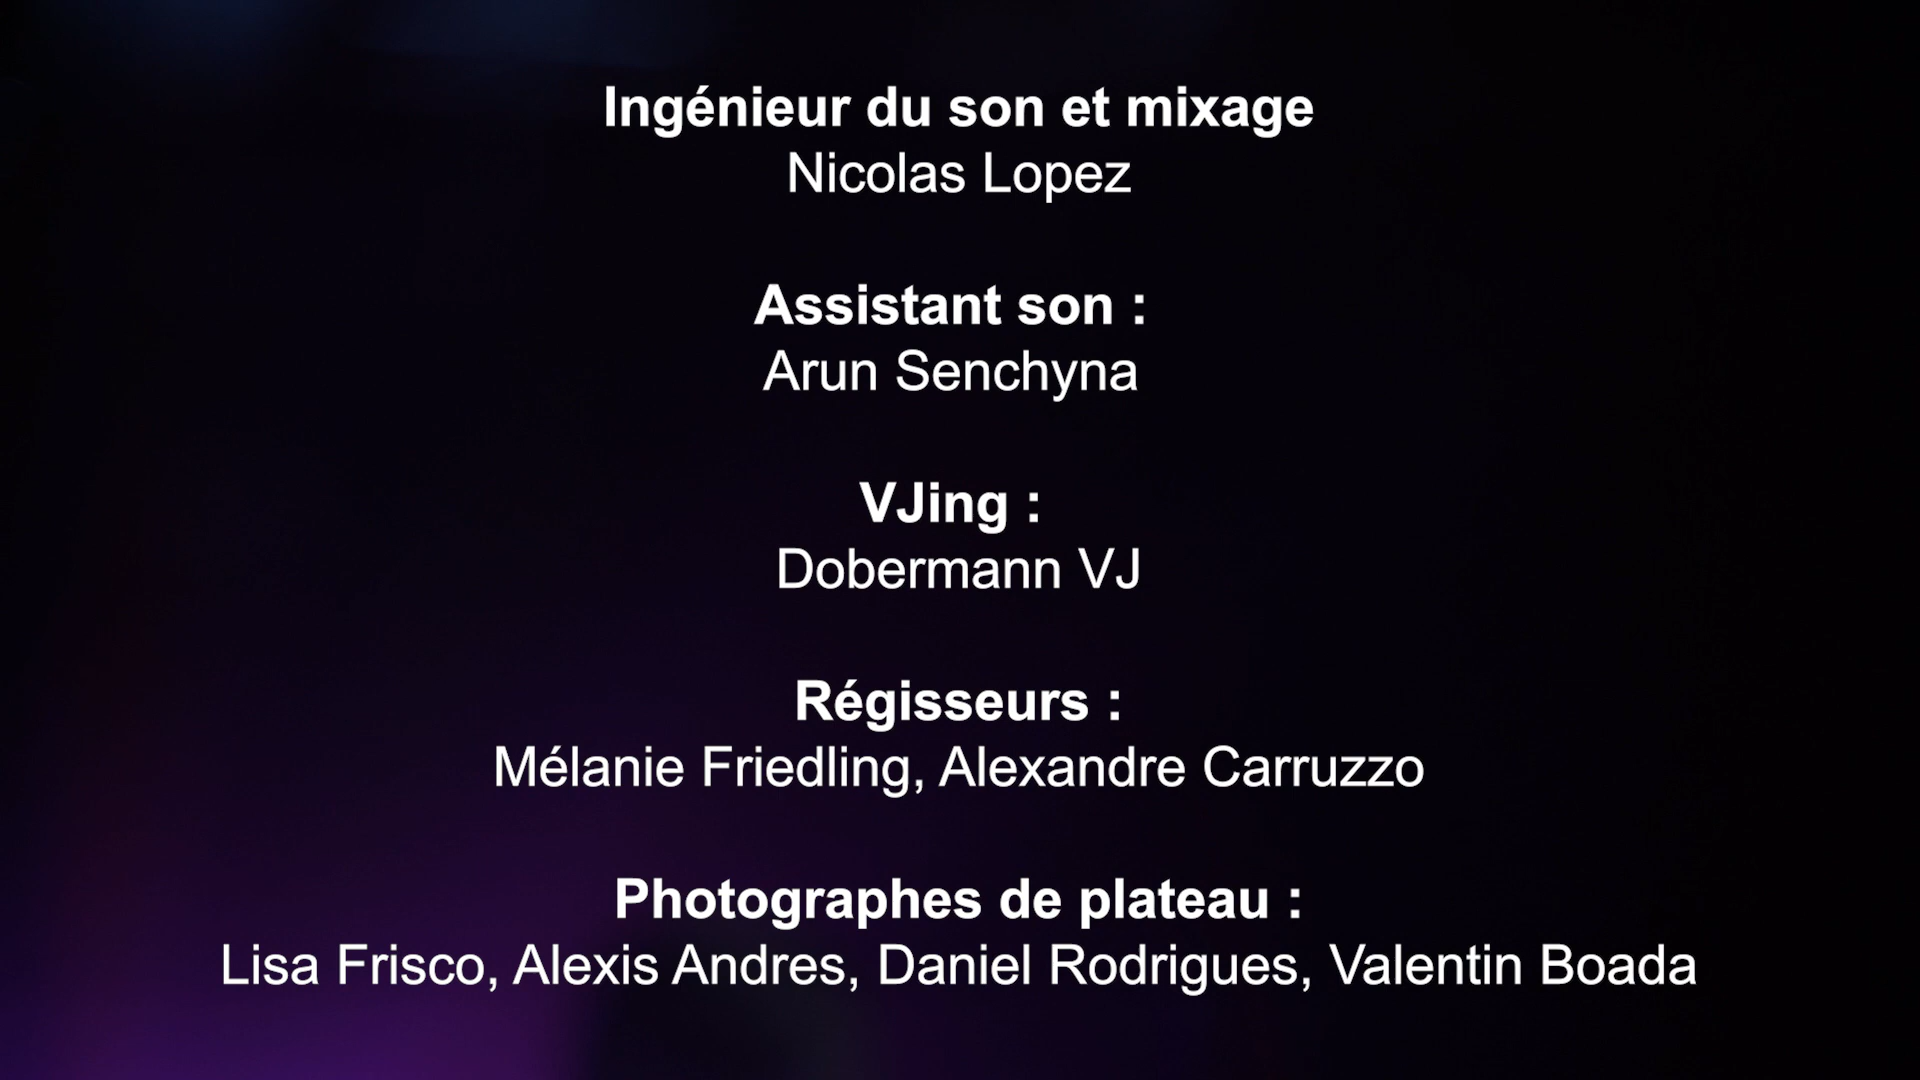 Ingénieur du son et mixage
Nicolas Lopez
Assistant son :
Arun Senchyna
VJing :
Dobermann VJ
Régisseurs :
Mélanie Friedling, Alexandre Carruzzo
Photographes de plateau :
Lisa Frisco, Alexis Andres, Daniel Rodrigues, Valentin Boada